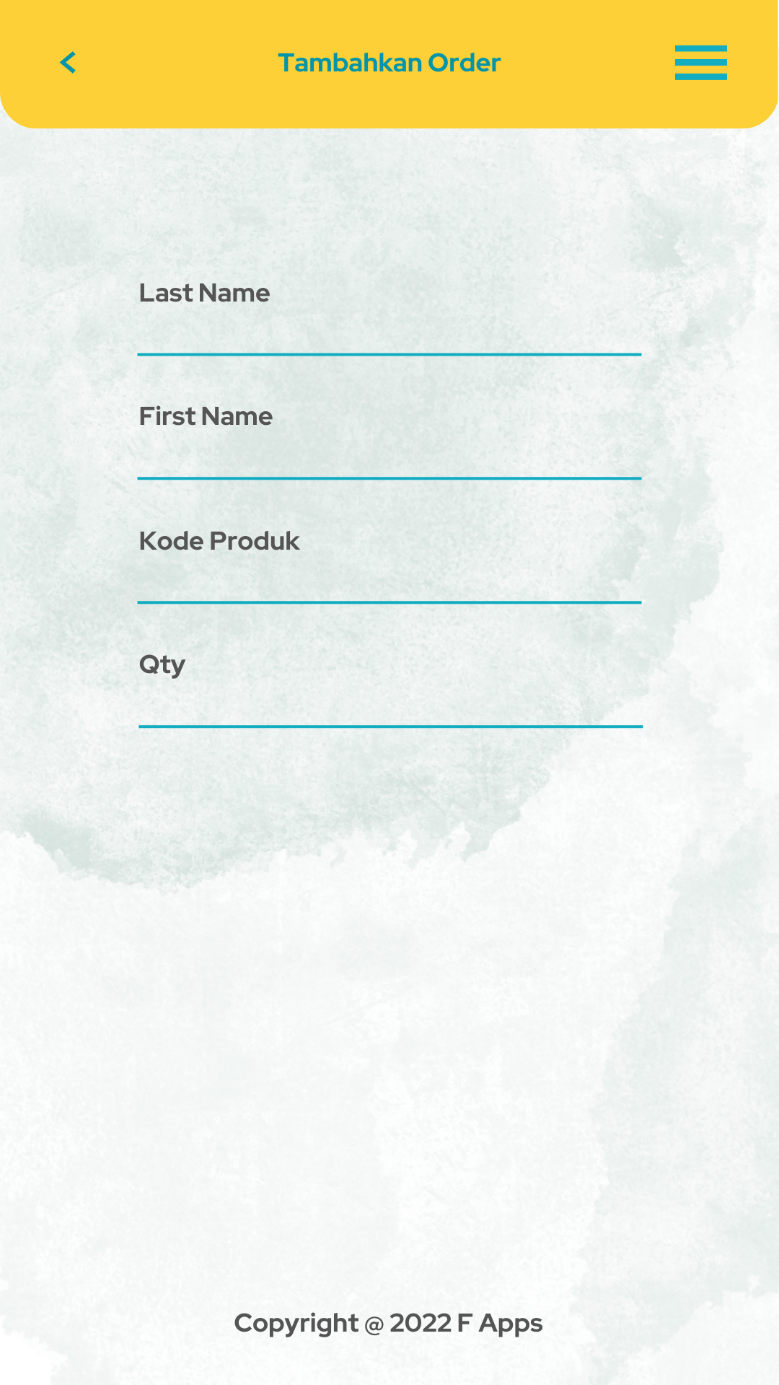 Tambahkan Order
Last Name
First Name
Kode Produk
Qty
Copyright @ 2022 F Apps